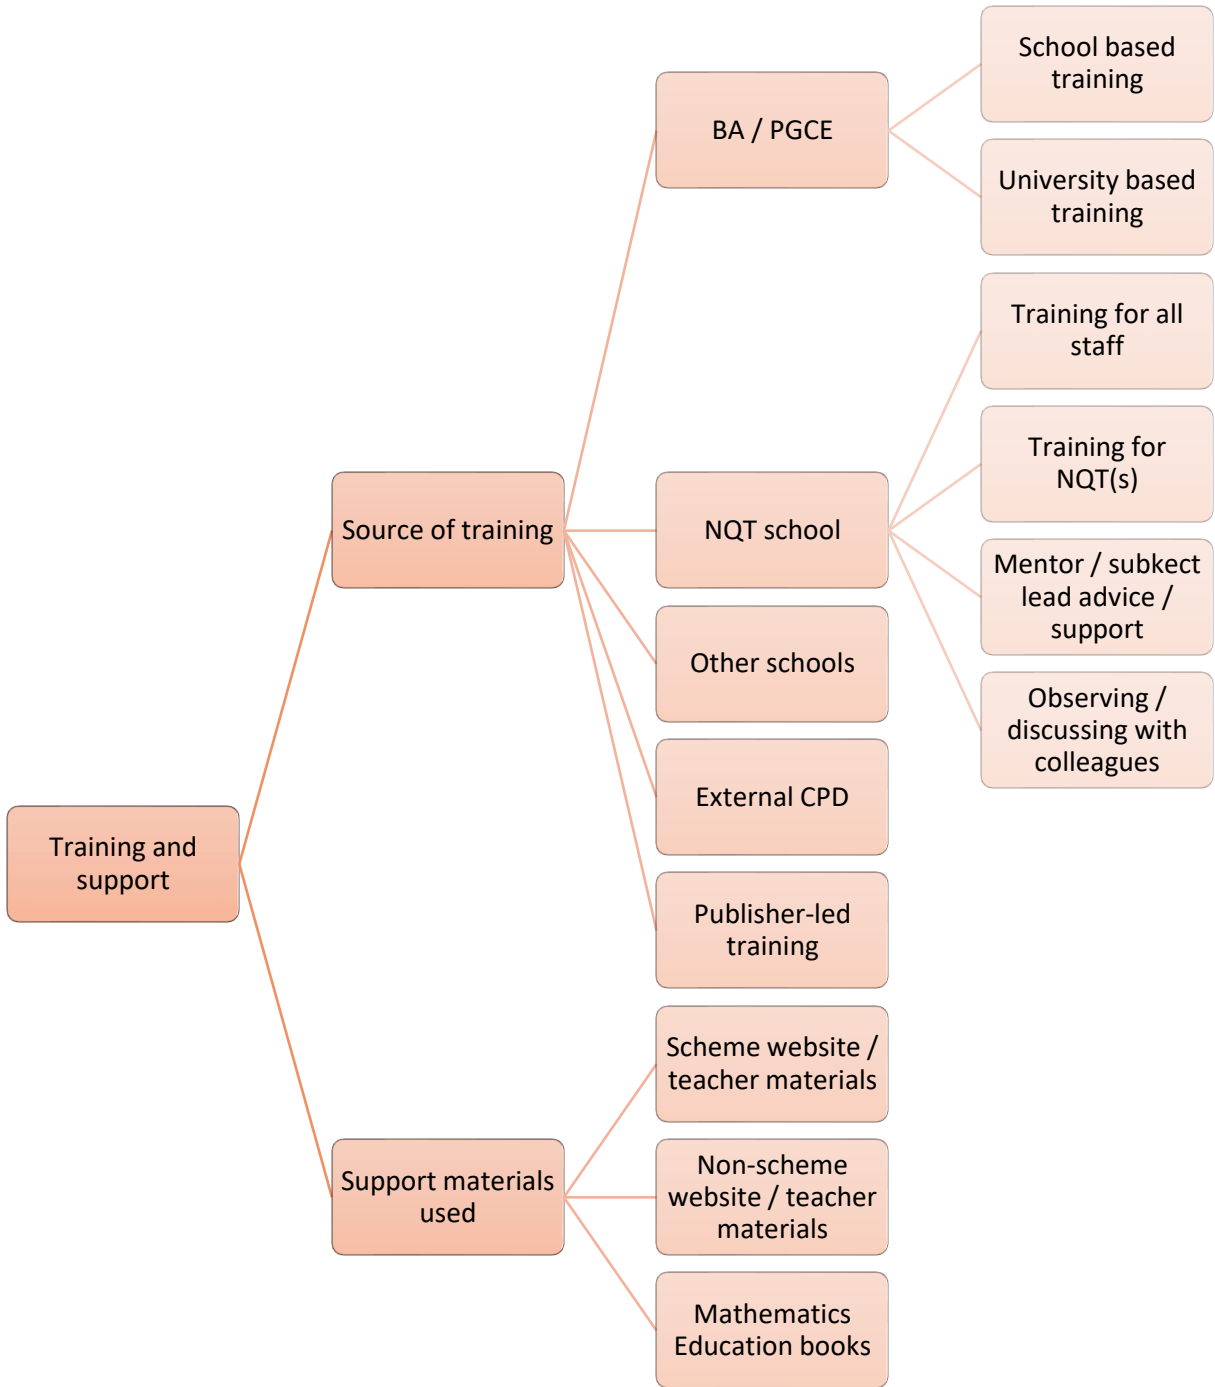 Training and
support
Source of training
BA / PGCE
School based
training
University based
training
NQT school
Training for all
staff
Training for
NQT(s)
Mentor / subkect
lead advice /
support
Observing /
discussing with
colleagues
Other schools
External CPD
Publisher-led
training
Support materials
used
Scheme website /
teacher materials
Non-scheme
website / teacher
materials
Mathematics
Education books